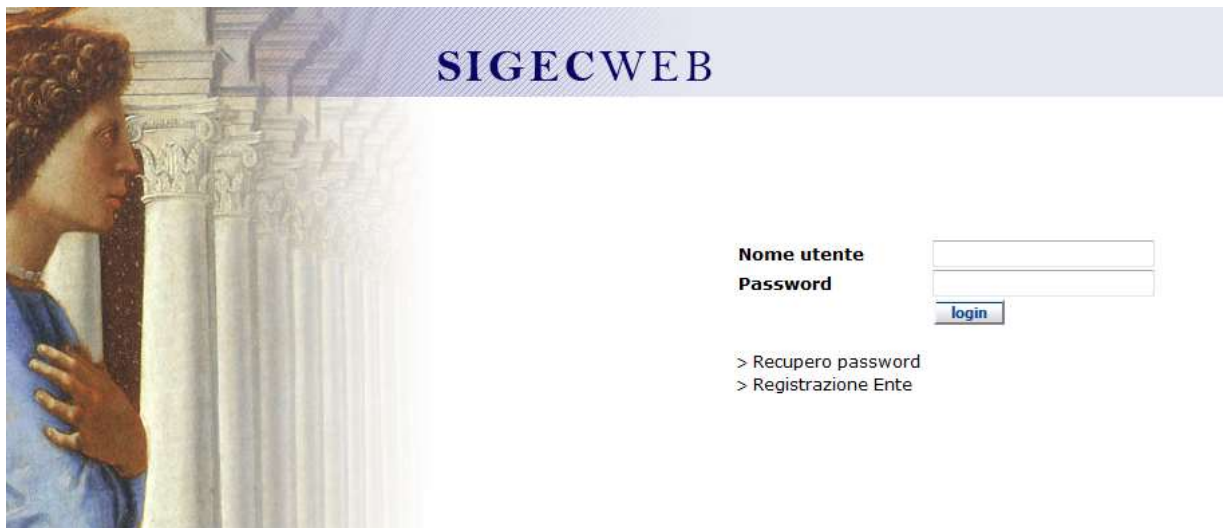 SIGECWEB
Nome utente
Password
login
> Recupero password
> Registrazione Ente